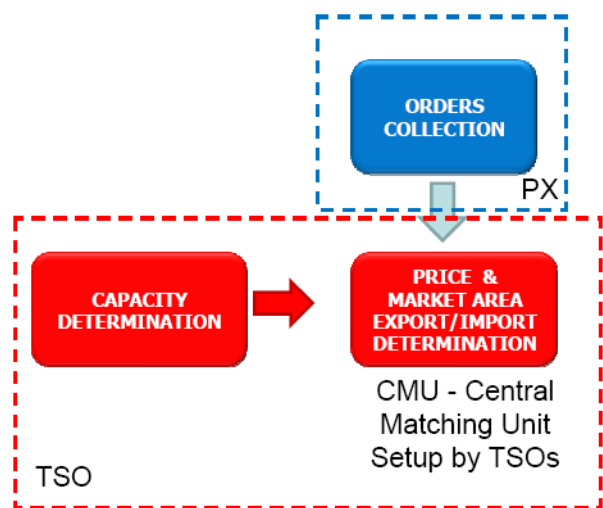 ORDERS
COLLECTION
PX
CAPACITY
DETERMINATION
PRICE &
MARKET AREA
EXPORT/IMPORT
DETERMINATION
CMU - Central
Matching Unit
Setup by TSOs
TSO